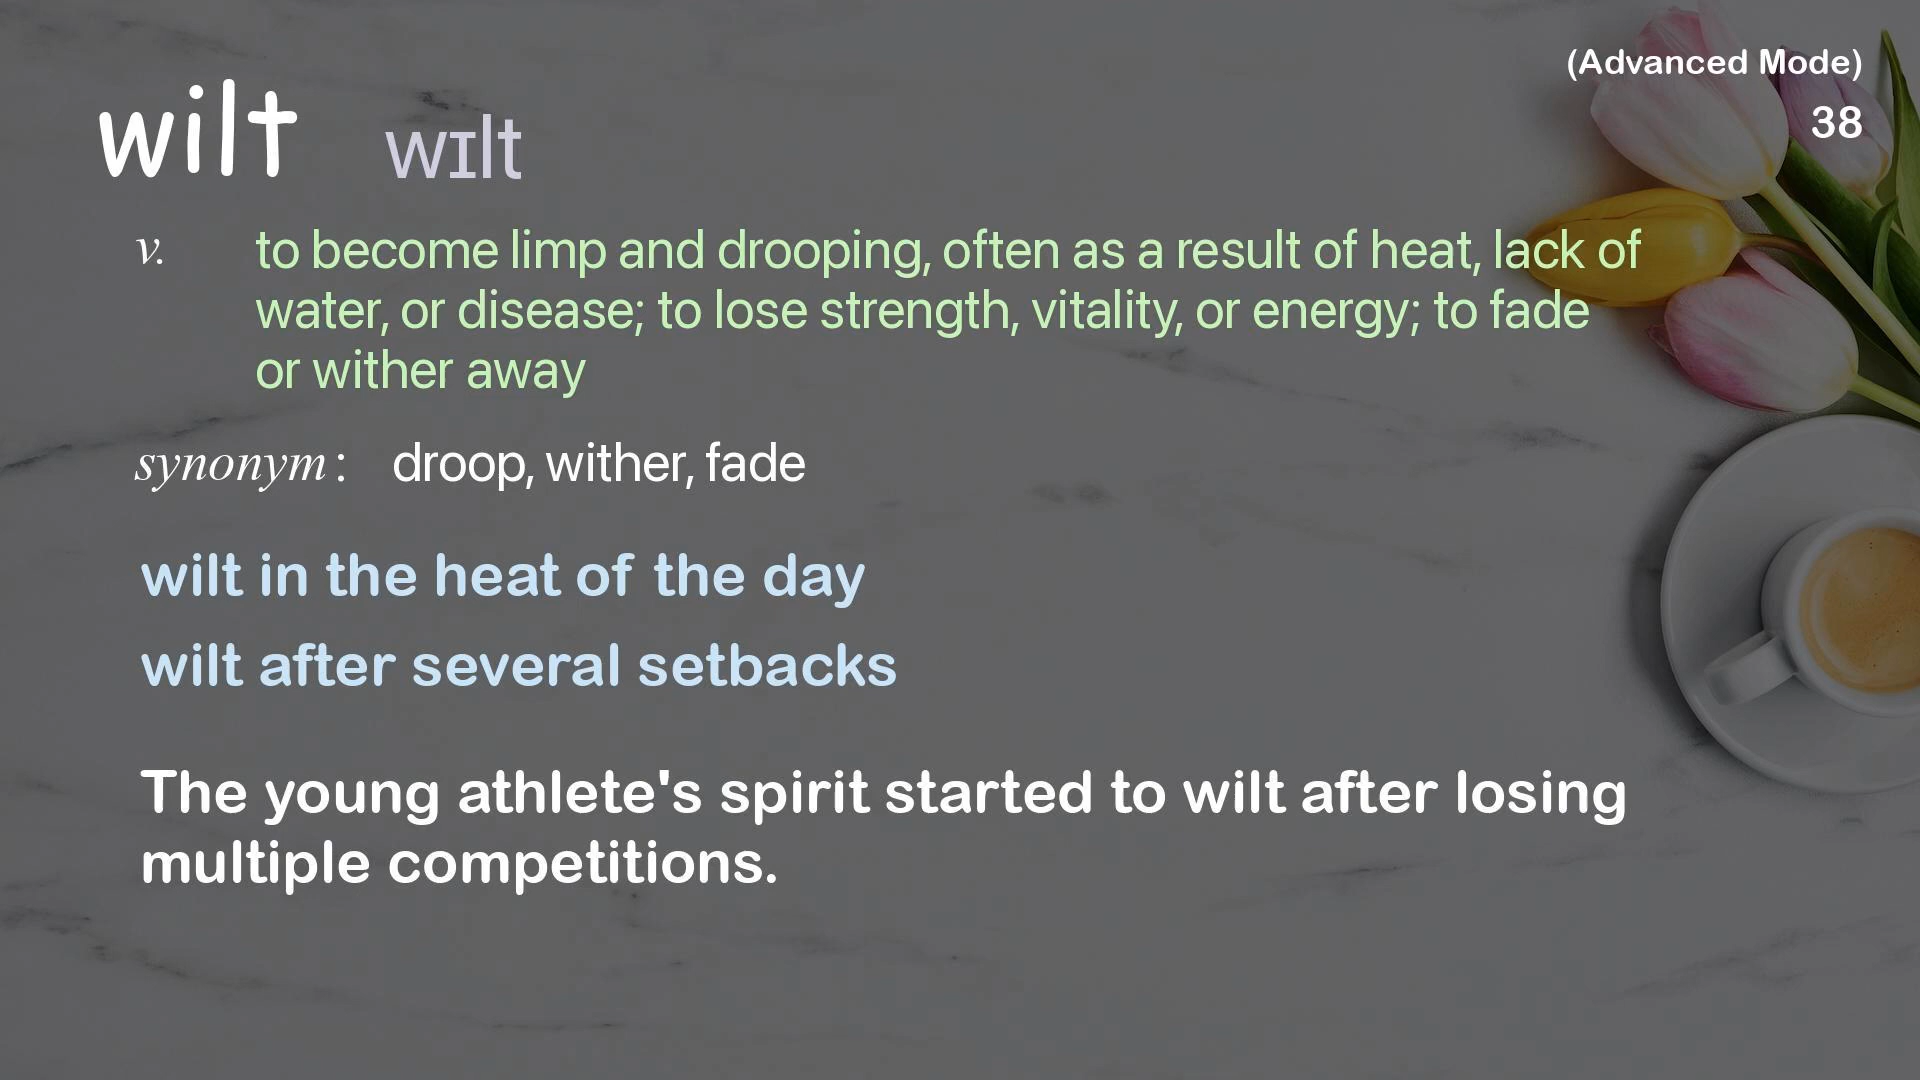 (Advanced Mode)
38
wilt wɪlt
v. to become limp and drooping, often as a result of heat, lack of
water, or disease; to lose strength, vitality, or energy; to fade
or wither away
synonym : droop, wither, fade
wilt in the heat of the day
wilt after several setbacks
The young athlete's spirit started to wilt after losing
multiple competitions.